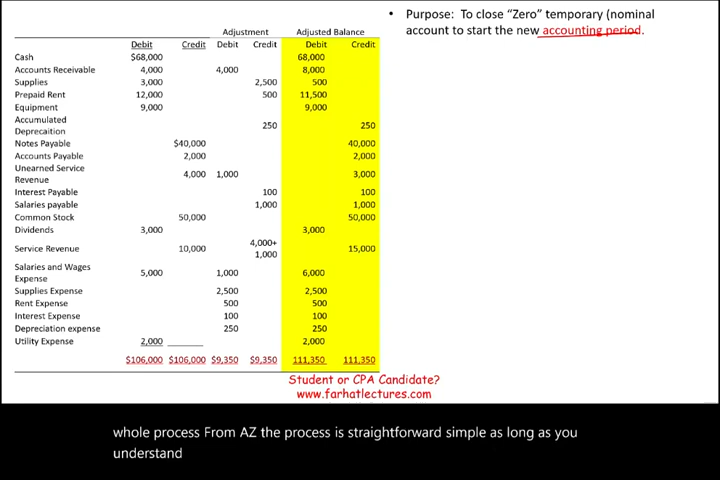 • Purpose: To close “Zero” temporary (nominal
account to start the new accounting period.
Adjustment Adjusted Balance
Debit Credit Debit Credit Debit Credit
Cash $68,000 68,000
Accounts Receivable 4,000 4,000 8,000
Supplies 3,000 2,500 500
Prepaid Rent 12,000 500 11,500
Equipment 9,000 9,000
Accumulated
Deprecaition 250 250
Notes Payable $40,000 40,000
Accounts Payable 2,000 2,000
Unearned Service
Revenue 4,000 1,000 3,000
Interest Payable 100 100
Salaries payable 1,000 1,000
Common Stock 50,000 50,000
Dividends 3,000 3,000
Service Revenue 10,000 4,000+ 15,000
1,000
Salaries and Wages
Expense 5,000 1,000 6,000
Supplies Expense 2,500 2,500
Rent Expense 500 500
Interest Expense 100 100
Depreciation expense 250 250
Utility Expense 2,000 2,000
$106,000 $106,000 $9,350 $9,350 111,350 111,350
Student or CPA Candidate?
www.farhatlectures.com
whole process From AZ the process is straightforward simple as long as you
understand